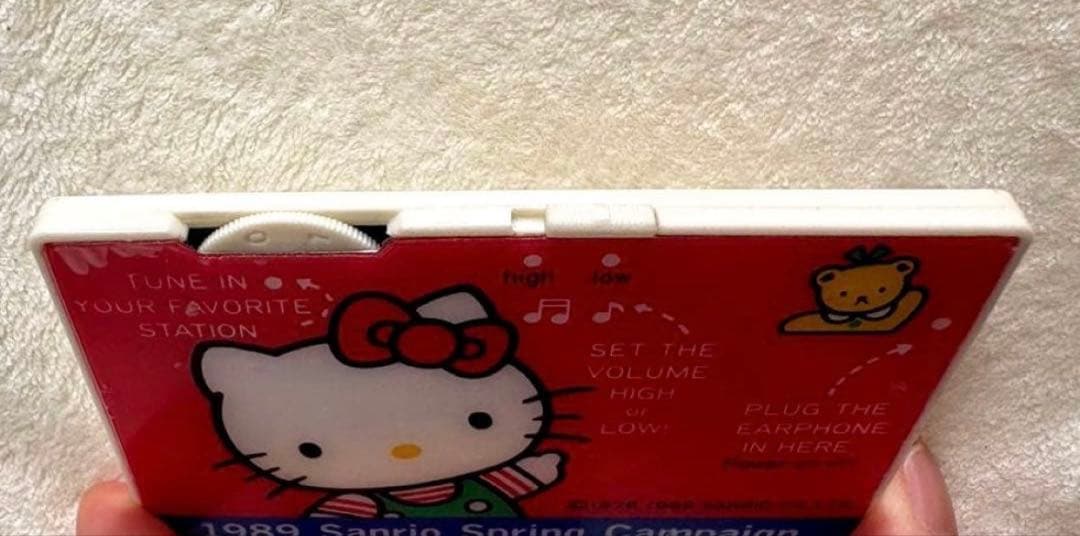 TUNE IN
YOUR FAVORITE
STATION
high low
SET THE
VOLUME
HIGH
or
LOW!
PLUG THE
EARPHONE
IN HERE
1989 Sanrio Spring Campaign